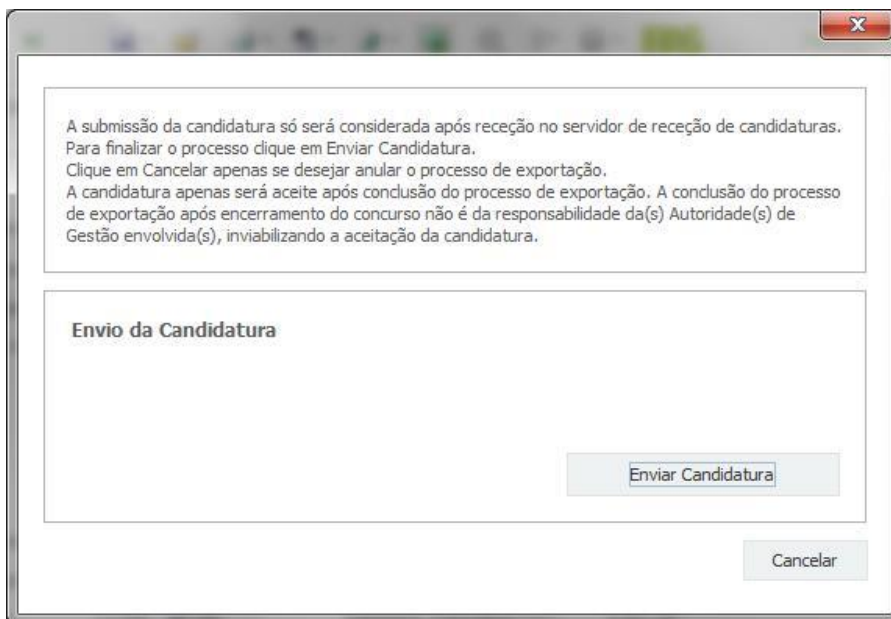 A submissão da candidatura só será considerada após receção no servidor de receção de candidaturas.
Para finalizar o processo clique em Enviar Candidatura.
Clique em Cancelar apenas se desejar anular o processo de exportação.
A candidatura apenas será aceite após conclusão do processo de exportação. A conclusão do processo
de exportação após encerramento do concurso não é da responsabilidade da(s) Autoridade(s) de
Gestão envolvida(s), inviabilizando a aceitação da candidatura.
Envio da Candidatura
Enviar Candidatura
Cancelar